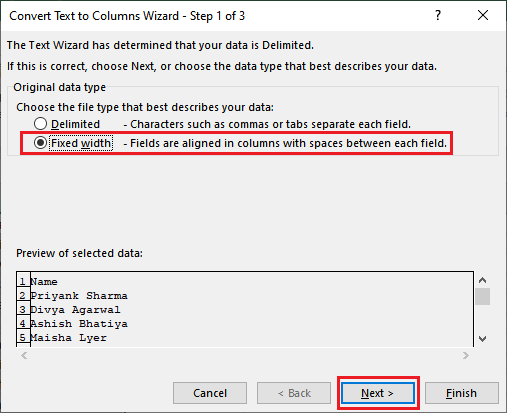 Convert Text to Columns Wizard - Step 1 of 3
The Text Wizard has determined that your data is Delimited.
If this is correct, choose Next, or choose the data type that best describes your data.
Original data type
Choose the file type that best describes your data:
Delimited - Characters such as commas or tabs separate each field.
Fixed width - Fields are aligned in columns with spaces between each field.
Preview of selected data:
1 Name
2 Priyank Sharma
3 Divya Agarwal
4 Ashish Bhatiya
5 Maisha Lyer
Cancel < Back Next > Finish